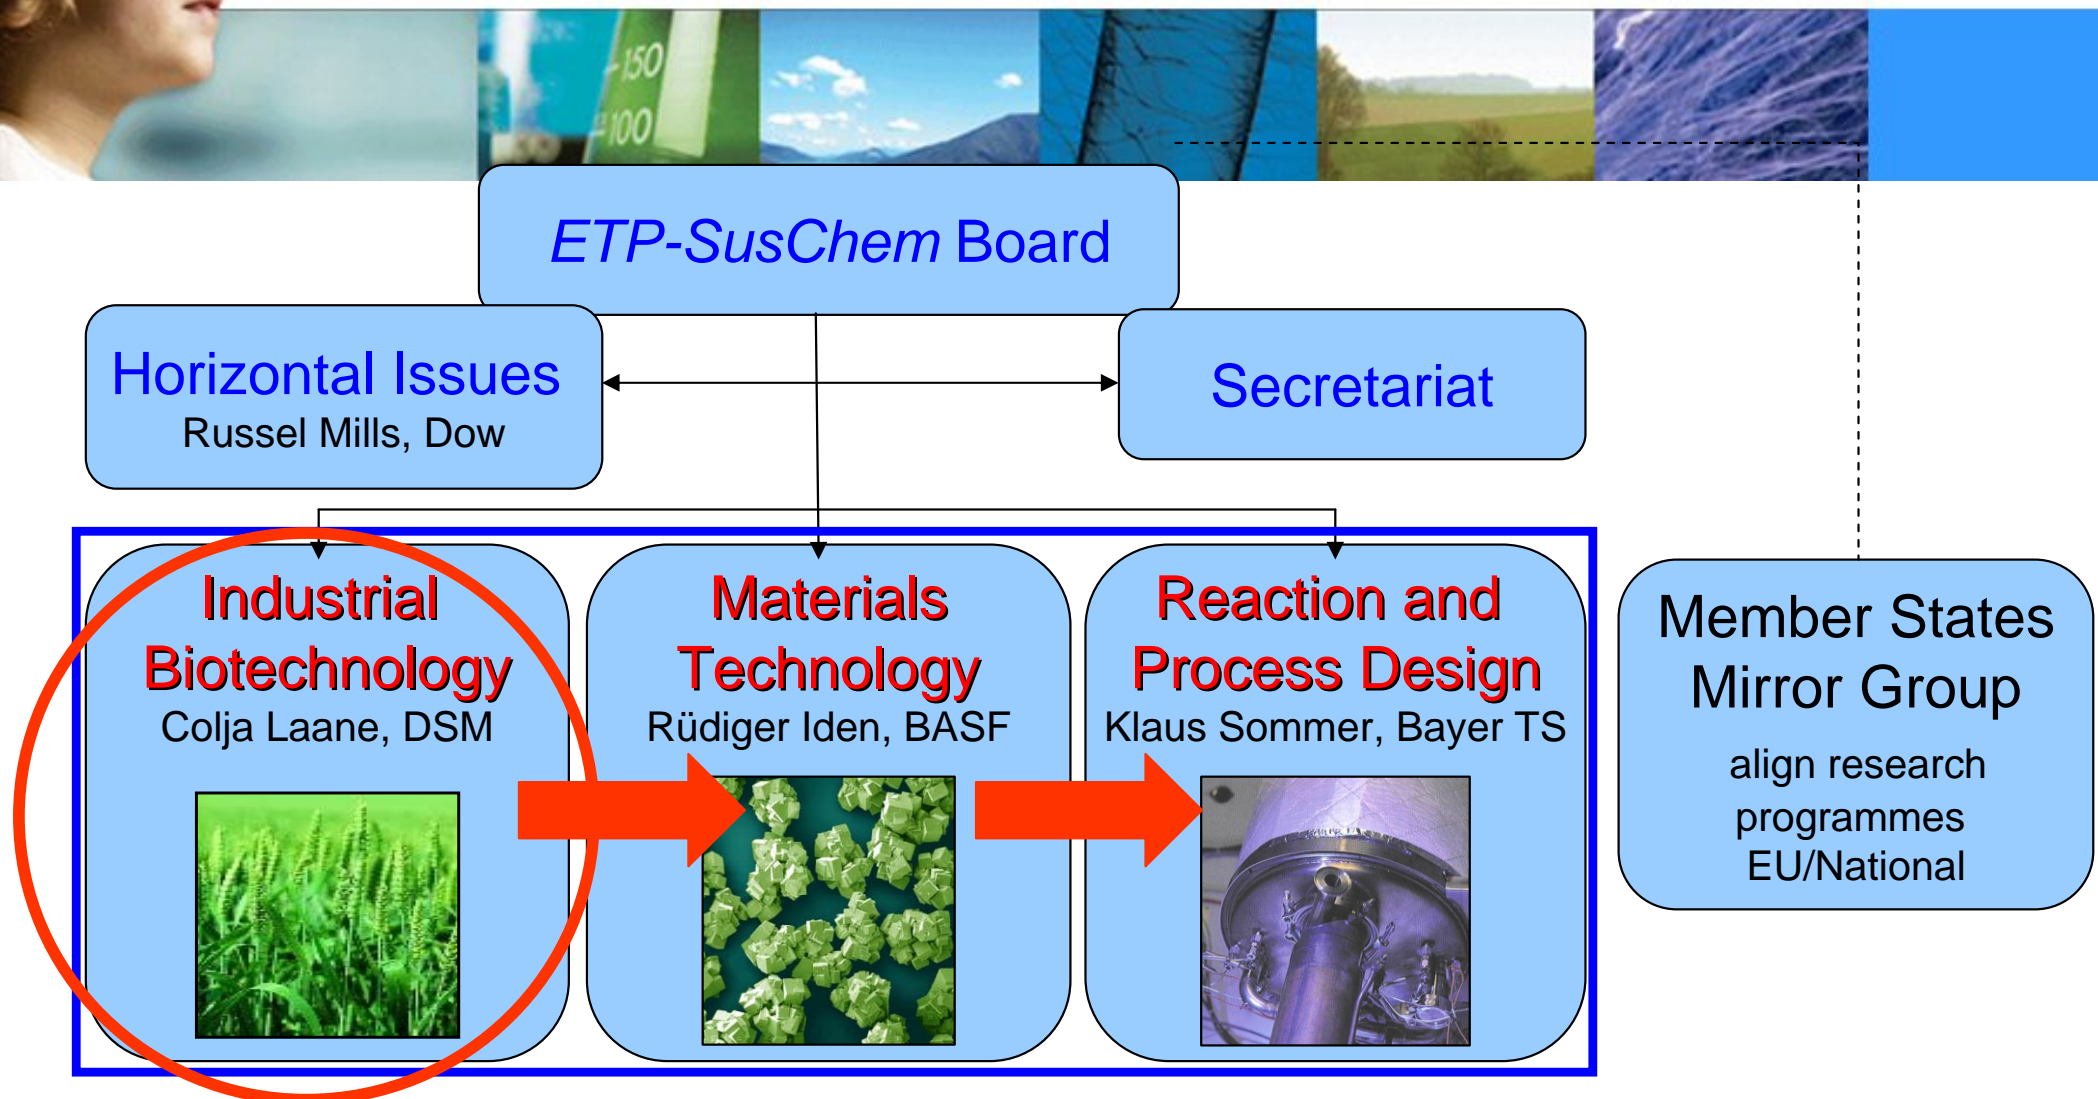 150
100
ETP-SusChem Board
Horizontal Issues
Russel Mills, Dow
Secretariat
Industrial
Biotechnology
Colja Laane, DSM
Materials
Technology
Rüdiger Iden, BASF
Reaction and
Process Design
Klaus Sommer, Bayer TS
Member States
Mirror Group
align research
programmes
EU/National